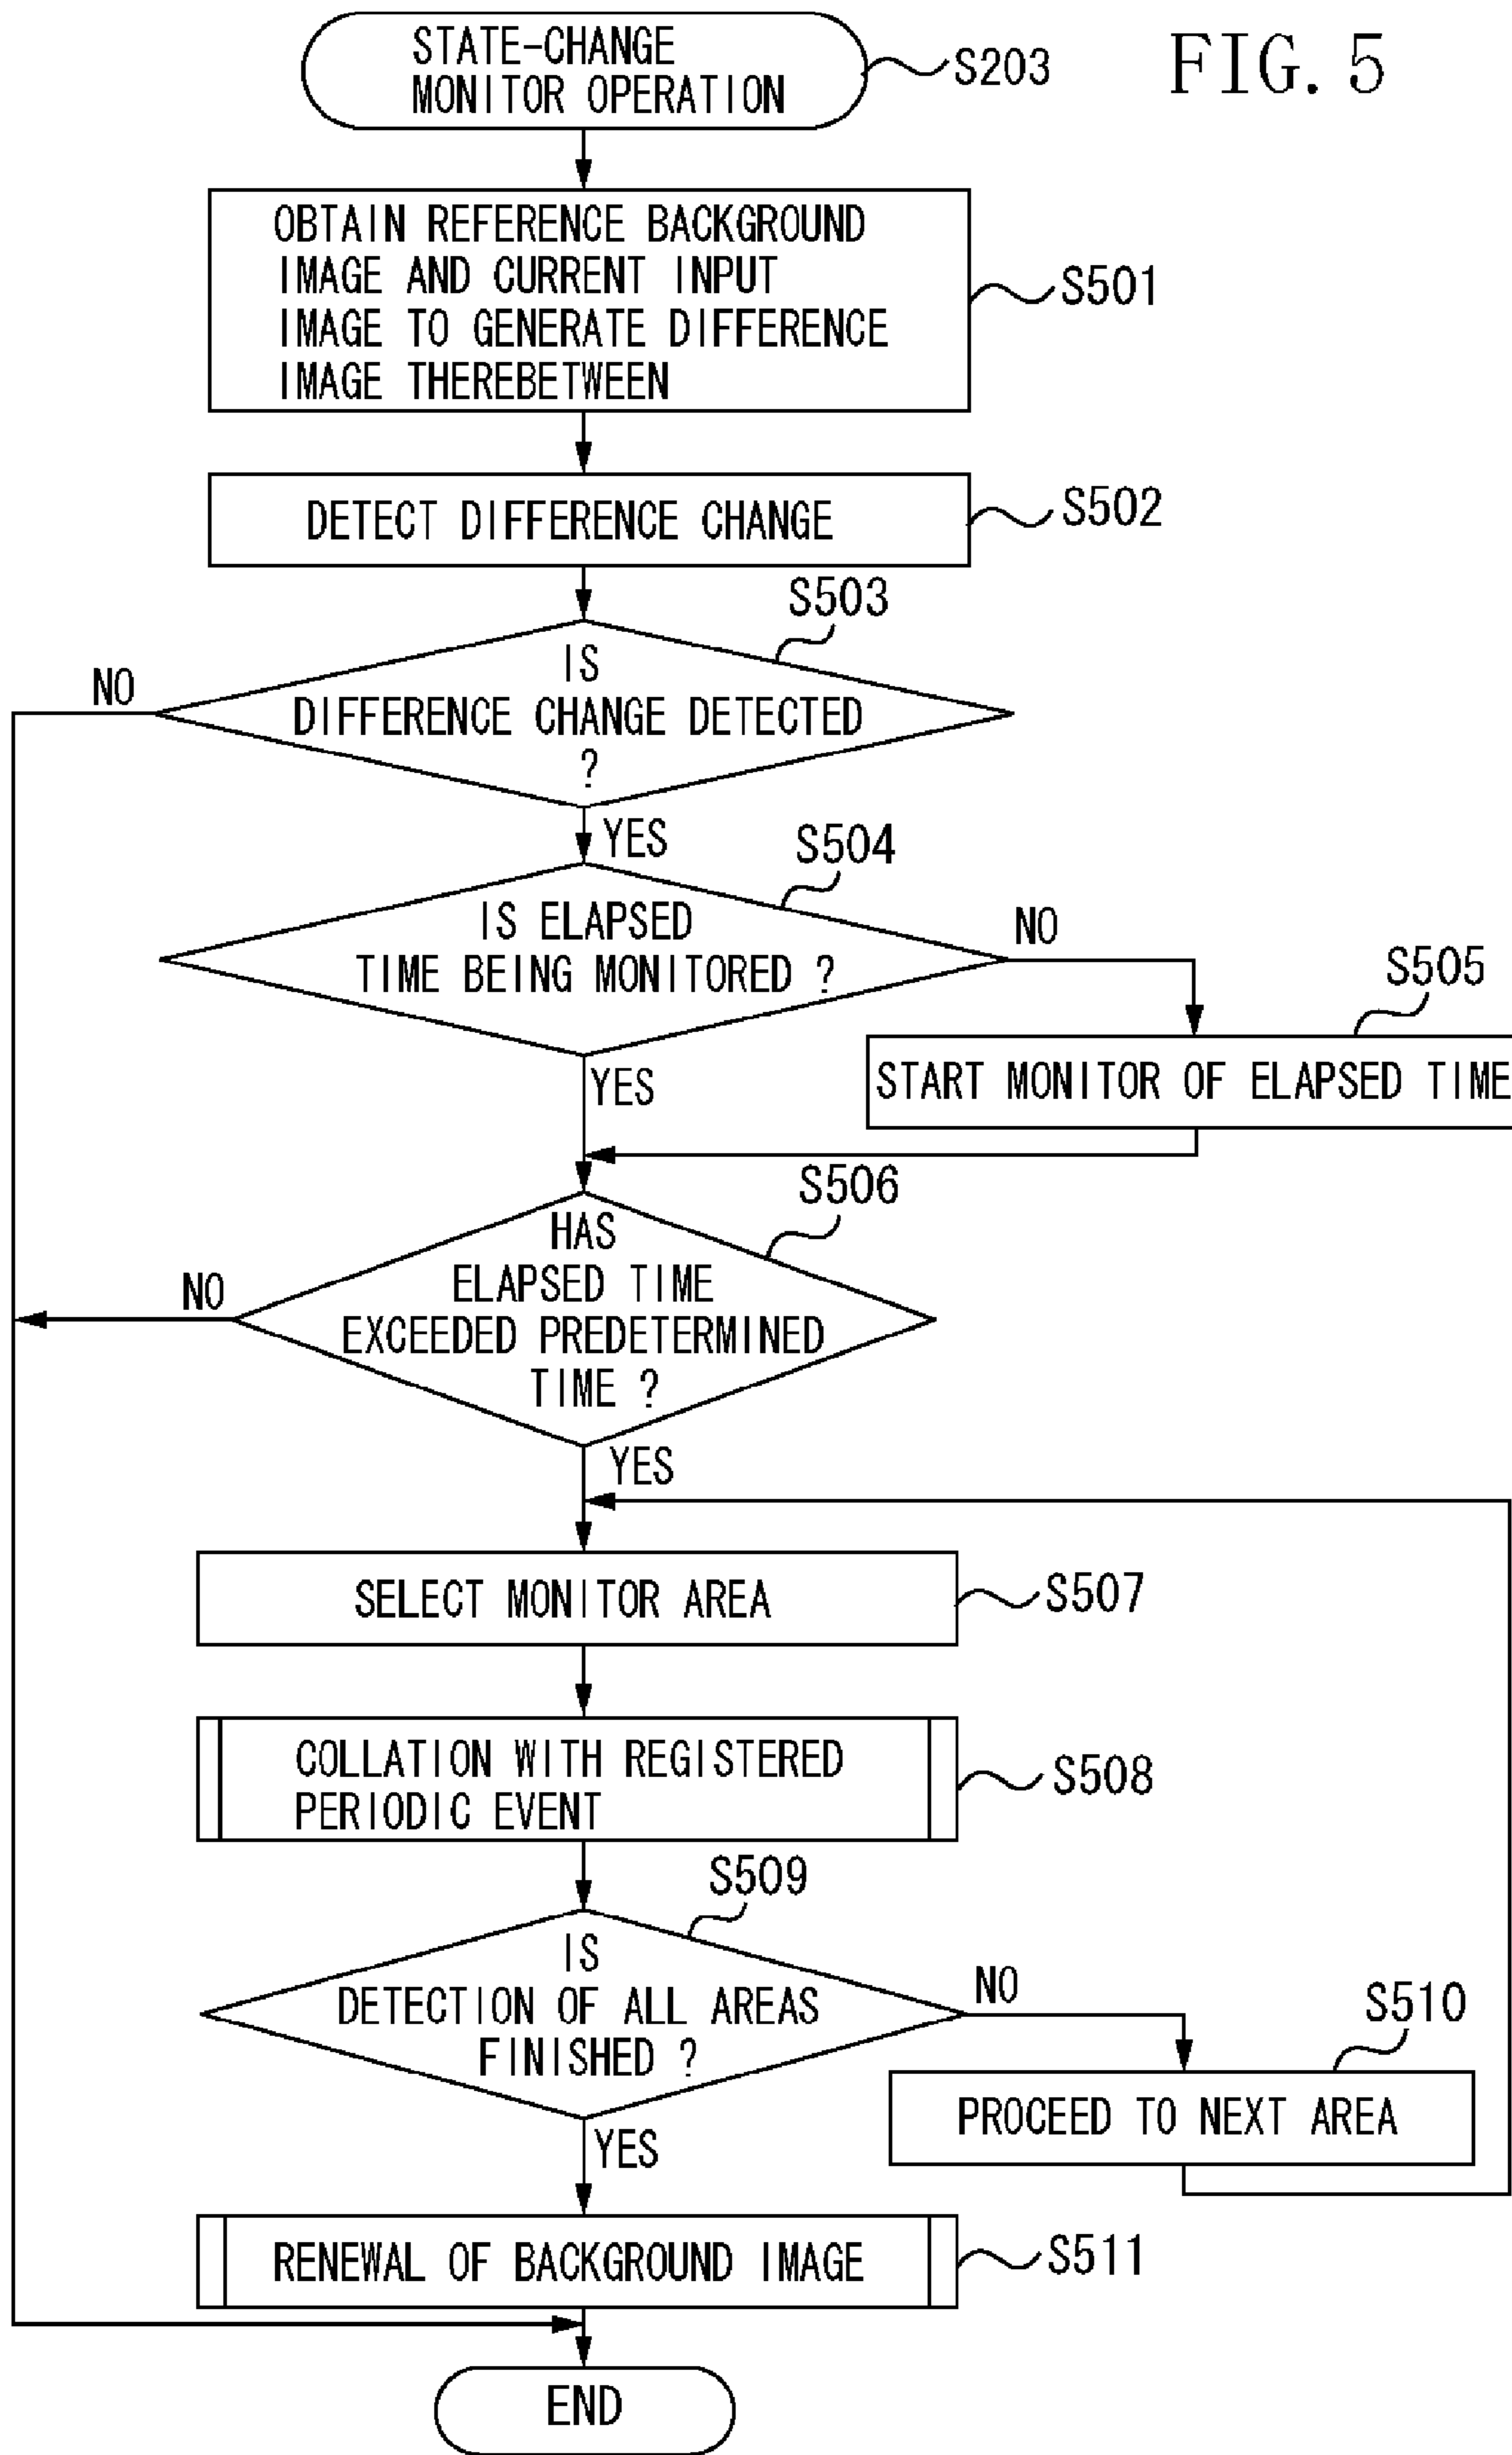 STATE-CHANGE
MONITOR OPERATION
S203
FIG. 5
OBTAIN REFERENCE BACKGROUND
IMAGE AND CURRENT INPUT
IMAGE TO GENERATE DIFFERENCE
IMAGE THEREBETWEEN
S501
DETECT DIFFERENCE CHANGE
S502
S503
IS
DIFFERENCE CHANGE DETECTED
?
NO
YES
S504
IS ELAPSED
TIME BEING MONITORED ?
NO
S505
START MONITOR OF ELAPSED TIME
YES
S506
HAS
ELAPSED TIME
EXCEEDED PREDETERMINED
TIME ?
NO
YES
SELECT MONITOR AREA
S507
COLLATION WITH REGISTERED
PERIODIC EVENT
S508
S509
IS
DETECTION OF ALL AREAS
FINISHED ?
NO
S510
PROCEED TO NEXT AREA
YES
RENEWAL OF BACKGROUND IMAGE
S511
END